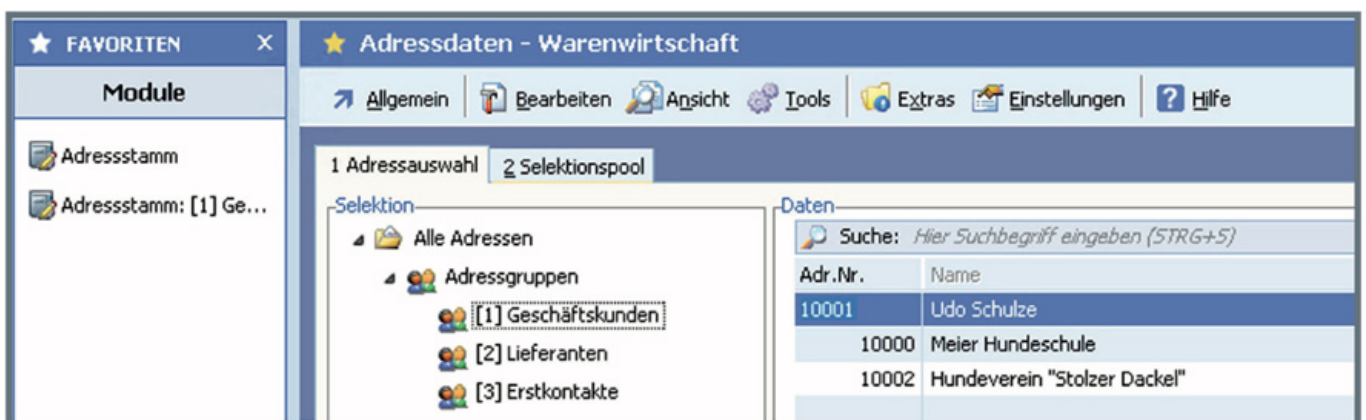 FAVORITEN X
Module
Adressstamm
Adressstamm: [1] Ge...
Adressdaten - Warenwirtschaft
Allgemein Bearbeiten Ansicht Tools Extras Einstellungen ? Hilfe
1 Adressauswahl 2 Selektionspool
Selektion
Alle Adressen
Adressgruppen
[1] Geschäftskunden
[2] Lieferanten
[3] Erstkontakte
Daten
Suche: Hier Suchbegriff eingeben (STRG+S)
Adr.Nr. Name
10001 Udo Schulze
10000 Meier Hundeschule
10002 Hundeverein "Stolzer Dackel"